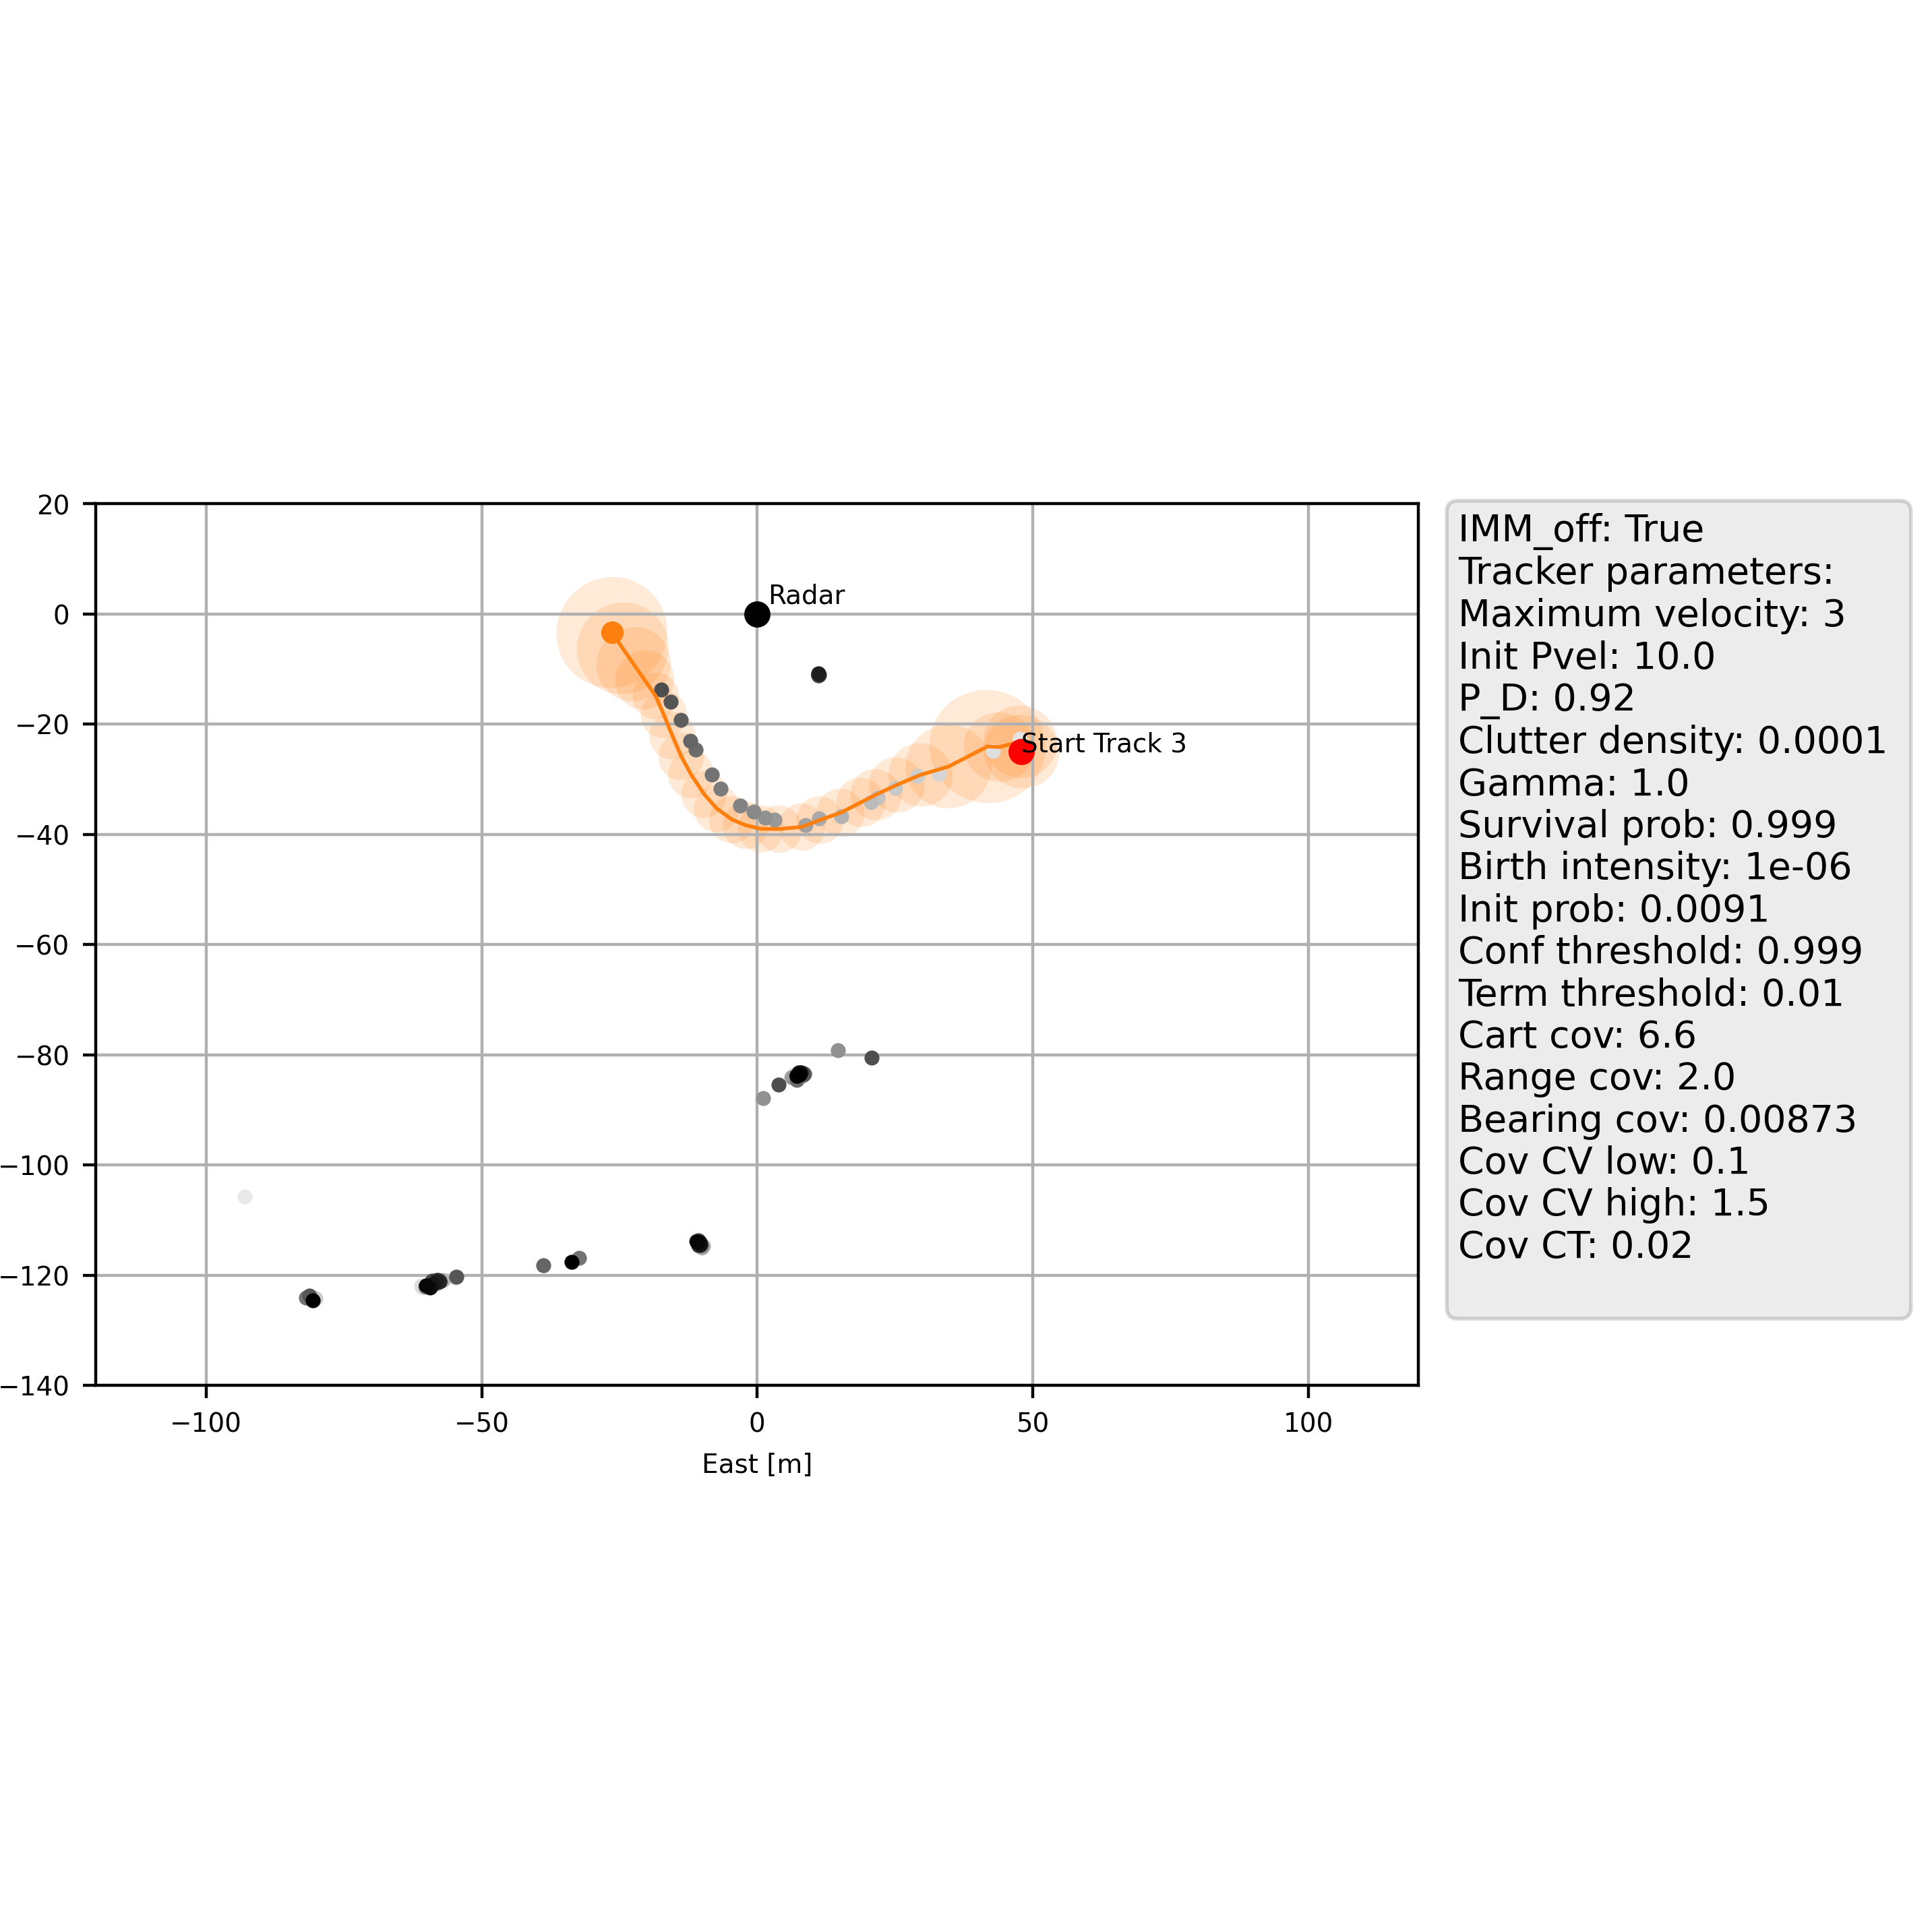 20
0
−20
−40
−60
−80
−100
−120
−140
−100
−50
0
50
100
East [m]
Radar
Start Track 3
IMM_off: True
Tracker parameters:
Maximum velocity: 3
Init Pvel: 10.0
P_D: 0.92
Clutter density: 0.0001
Gamma: 1.0
Survival prob: 0.999
Birth intensity: 1e-06
Init prob: 0.0091
Conf threshold: 0.999
Term threshold: 0.01
Cart cov: 6.6
Range cov: 2.0
Bearing cov: 0.00873
Cov CV low: 0.1
Cov CV high: 1.5
Cov CT: 0.02